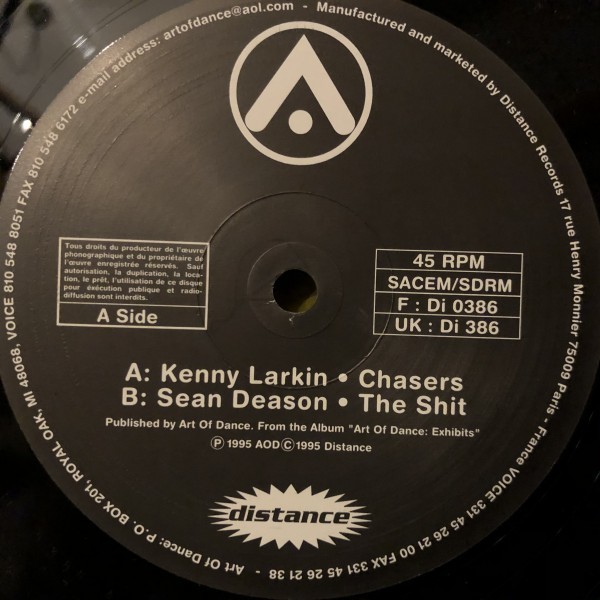 Art Of Dance: P.O. BOX 201, ROYAL OAK, MI 48068, VOICE 810 548 8051 FAX 810 548 6172 e-mail address: artofdance@aol.com - Manufactured and marketed by Distance Records 17 rue Henry Monnier 75009 Paris - France VOICE 331 45 26 21 00 FAX 331 45 26 21 38 -
Tous droits du producteur de l'œuvre
phonographique et du propriétaire de
l'œuvre enregistrée réservés. Sauf
autorisation, la duplication, la loca-
tion, le prêt, l'utilisation de ce disque
pour exécution publique et radio-
diffusion sont interdits.
A Side
45 RPM
SACEM/SDRM
F : Di 0386
UK : Di 386
A: Kenny Larkin • Chasers
B: Sean Deason • The Shit
Published by Art Of Dance. From the Album "Art Of Dance: Exhibits"
℗ 1995 AOD © 1995 Distance
distance